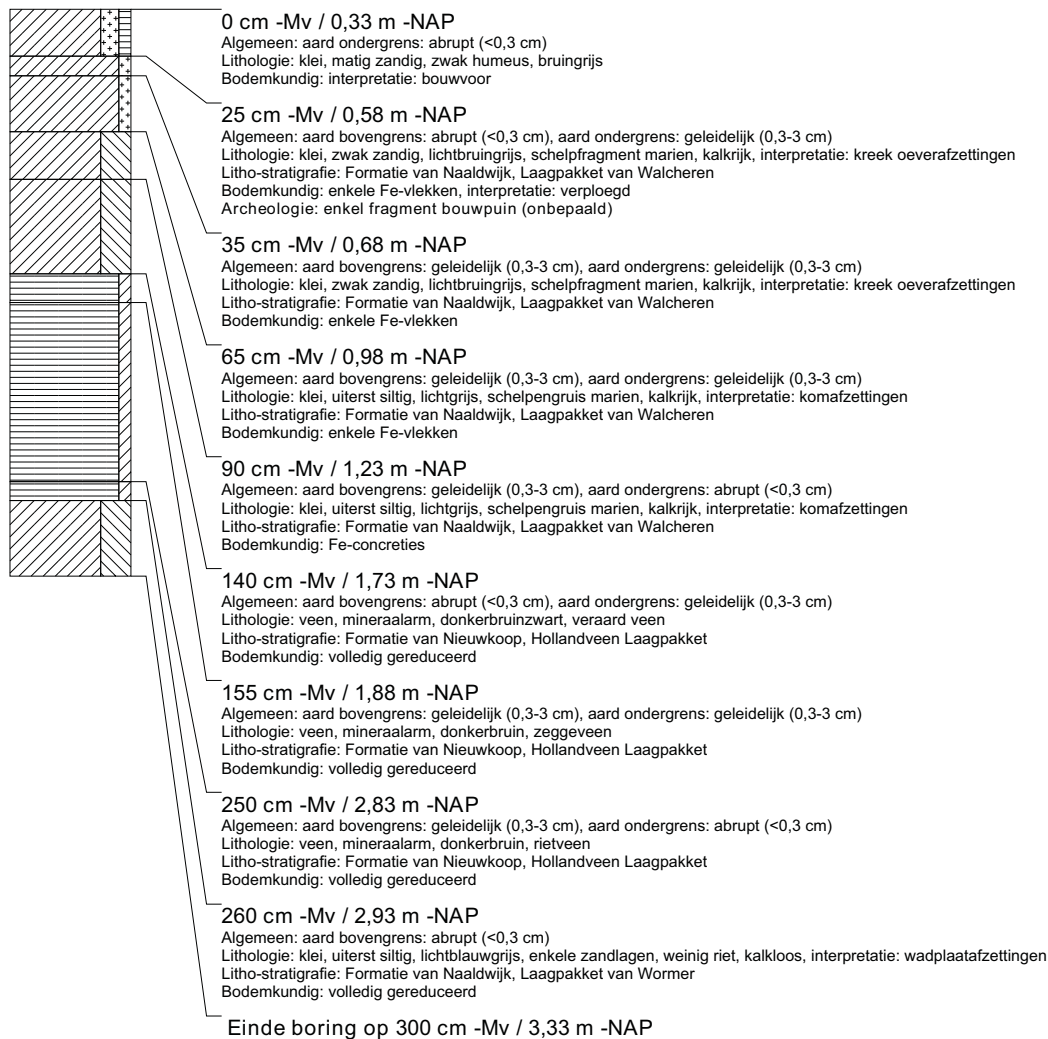 0 cm -Mv / 0,33 m -NAP
Algemeen: aard ondergrens: abrupt (<0,3 cm)
Lithologie: klei, matig zandig, zwak humeus, bruingrijs
Bodemkundig: interpretatie: bouwvoor
25 cm -Mv / 0,58 m -NAP
Algemeen: aard bovengrens: abrupt (<0,3 cm), aard ondergrens: geleidelijk (0,3-3 cm)
Lithologie: klei, zwak zandig, lichtbruingrijs, schelpfragment marien, kalkrijk, interpretatie: kreek oeverafzettingen
Litho-stratigrafie: Formatie van Naaldwijk, Laagpakket van Walcheren
Bodemkundig: enkele Fe-vlekken, interpretatie: verploegd
Archeologie: enkel fragment bouwpuin (onbepaald)
35 cm -Mv / 0,68 m -NAP
Algemeen: aard bovengrens: geleidelijk (0,3-3 cm), aard ondergrens: geleidelijk (0,3-3 cm)
Lithologie: klei, zwak zandig, lichtbruingrijs, schelpfragment marien, kalkrijk, interpretatie: kreek oeverafzettingen
Litho-stratigrafie: Formatie van Naaldwijk, Laagpakket van Walcheren
Bodemkundig: enkele Fe-vlekken
65 cm -Mv / 0,98 m -NAP
Algemeen: aard bovengrens: geleidelijk (0,3-3 cm), aard ondergrens: geleidelijk (0,3-3 cm)
Lithologie: klei, uiterst siltig, lichtgrijs, schelpengruis marien, kalkrijk, interpretatie: komafzettingen
Litho-stratigrafie: Formatie van Naaldwijk, Laagpakket van Walcheren
Bodemkundig: enkele Fe-vlekken
90 cm -Mv / 1,23 m -NAP
Algemeen: aard bovengrens: geleidelijk (0,3-3 cm), aard ondergrens: abrupt (<0,3 cm)
Lithologie: klei, uiterst siltig, lichtgrijs, schelpengruis marien, kalkrijk, interpretatie: komafzettingen
Litho-stratigrafie: Formatie van Naaldwijk, Laagpakket van Walcheren
Bodemkundig: Fe-concreties
140 cm -Mv / 1,73 m -NAP
Algemeen: aard bovengrens: abrupt (<0,3 cm), aard ondergrens: geleidelijk (0,3-3 cm)
Lithologie: veen, mineraalarm, donkerbruinzwart, veraard veen
Litho-stratigrafie: Formatie van Nieuwkoop, Hollandveen Laagpakket
Bodemkundig: volledig gereduceerd
155 cm -Mv / 1,88 m -NAP
Algemeen: aard bovengrens: geleidelijk (0,3-3 cm), aard ondergrens: geleidelijk (0,3-3 cm)
Lithologie: veen, mineraalarm, donkerbruin, zeggeveen
Litho-stratigrafie: Formatie van Nieuwkoop, Hollandveen Laagpakket
Bodemkundig: volledig gereduceerd
250 cm -Mv / 2,83 m -NAP
Algemeen: aard bovengrens: geleidelijk (0,3-3 cm), aard ondergrens: abrupt (<0,3 cm)
Lithologie: veen, mineraalarm, donkerbruin, rietveen
Litho-stratigrafie: Formatie van Nieuwkoop, Hollandveen Laagpakket
Bodemkundig: volledig gereduceerd
260 cm -Mv / 2,93 m -NAP
Algemeen: aard bovengrens: abrupt (<0,3 cm)
Lithologie: klei, uiterst siltig, lichtblauwgrijs, enkele zandlagen, weinig riet, kalkloos, interpretatie: wadplaatafzettingen
Litho-stratigrafie: Formatie van Naaldwijk, Laagpakket van Wormer
Bodemkundig: volledig gereduceerd
Einde boring op 300 cm -Mv / 3,33 m -NAP